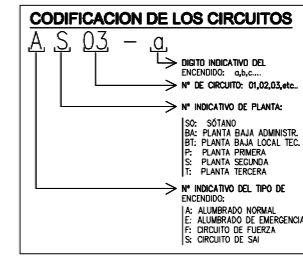 CODIFICACION DE LOS CIRCUITOS
A S 03 - a
DIGITO INDICATIVO DEL
ENCENDIDO: a,b,c....
Nº DE CIRCUITO: 01,02,03,etc..
Nº INDICATIVO DE PLANTA:
SO: SÓTANO
BA: PLANTA BAJA ADMINISTR.
BT: PLANTA BAJA LOCAL TEC.
P: PLANTA PRIMERA
S: PLANTA SEGUNDA
T: PLANTA TERCERA
Nº INDICATIVO DEL TIPO DE
ENCENDIDO:
A: ALUMBRADO NORMAL
E: ALUMBRADO DE EMERGENCIA
F: CIRCUITO DE FUERZA
S: CIRCUITO DE SAI